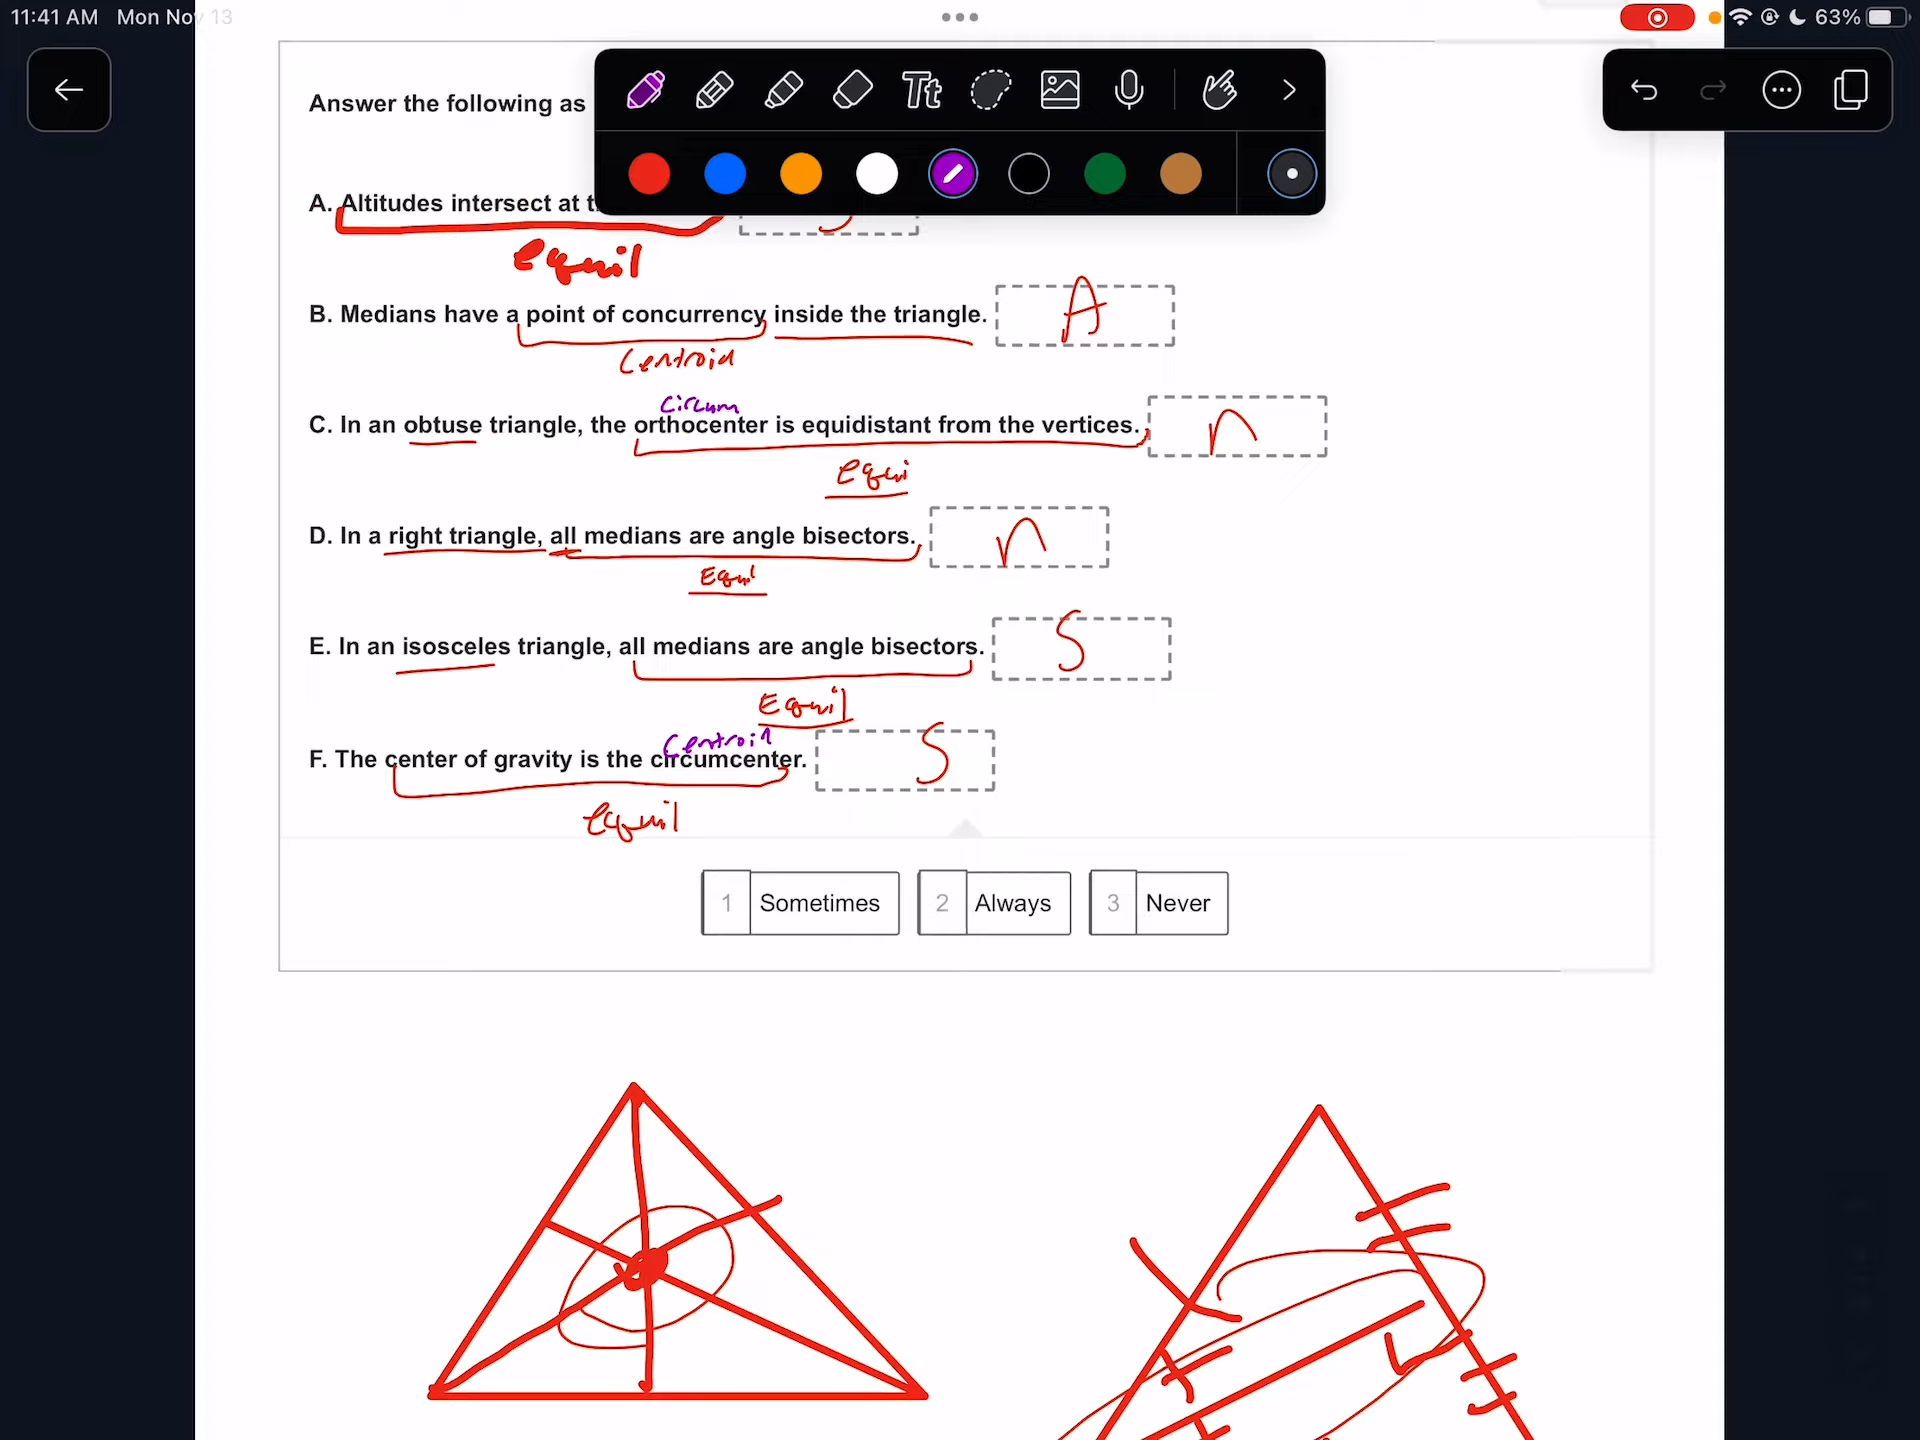 11:41 AM Mon Nov 13
63%
Tt
Answer the following as
A. Altitudes intersect at t
equil
B. Medians have a point of concurrency inside the triangle. A
Centroid
Circum
C. In an obtuse triangle, the orthocenter is equidistant from the vertices. n
equi
D. In a right triangle, all medians are angle bisectors. n
Equil
E. In an isosceles triangle, all medians are angle bisectors. S
Equil
Centroid
F. The center of gravity is the circumcenter. S
equil
1 Sometimes 2 Always 3 Never